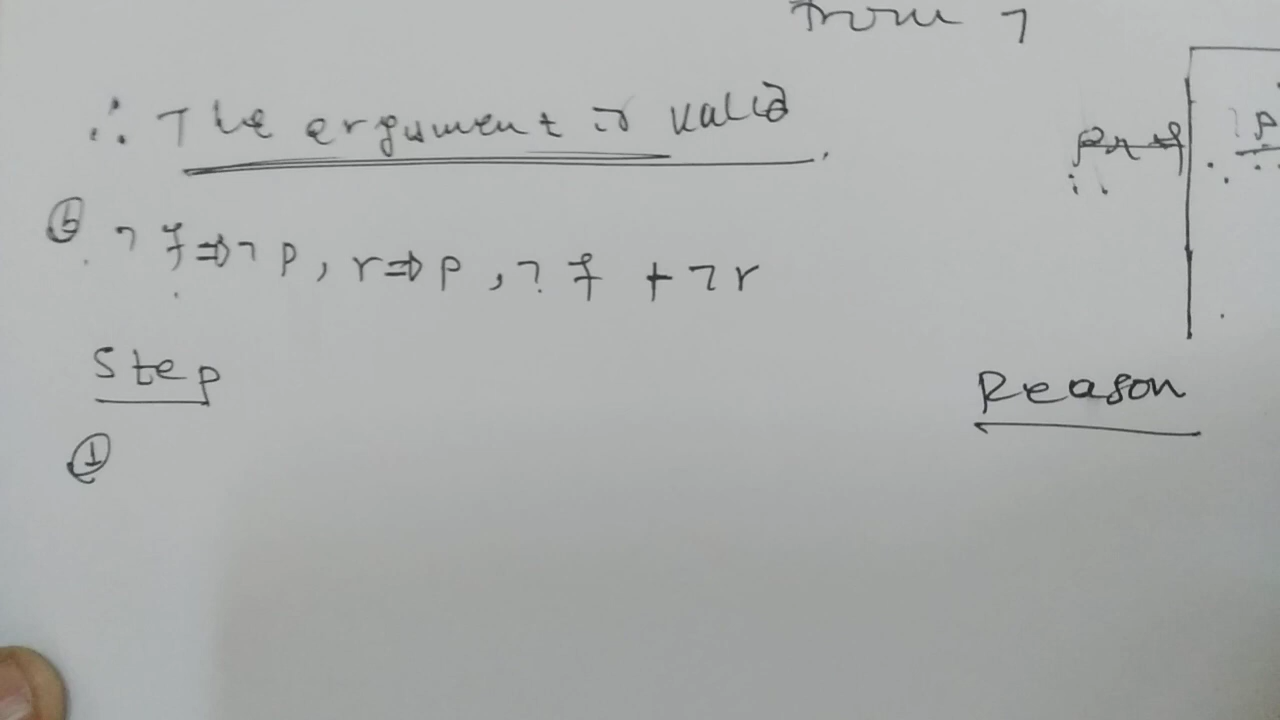 from 7
∴ The argument is valid.
ⓑ ¬q⇒¬p, r⇒p, ¬q ⊢ ¬r
Step Reason
①